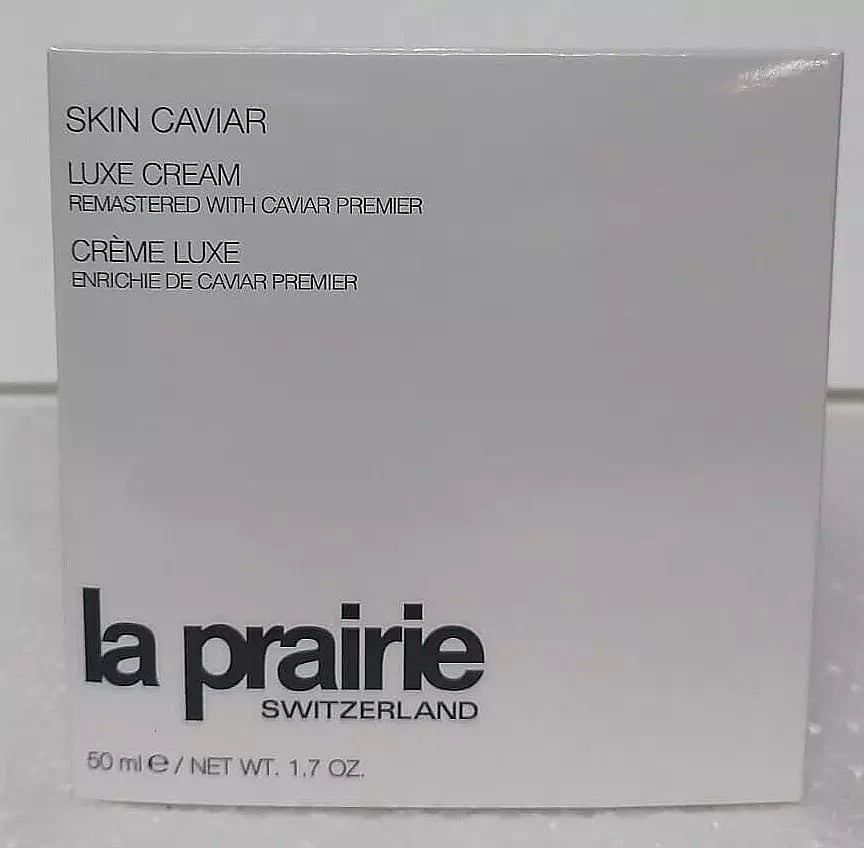 SKIN CAVIAR
LUXE CREAM
REMASTERED WITH CAVIAR PREMIER
CRÈME LUXE
ENRICHIE DE CAVIAR PREMIER
la prairie
SWITZERLAND
50 ml ℮ / NET WT. 1.7 OZ.